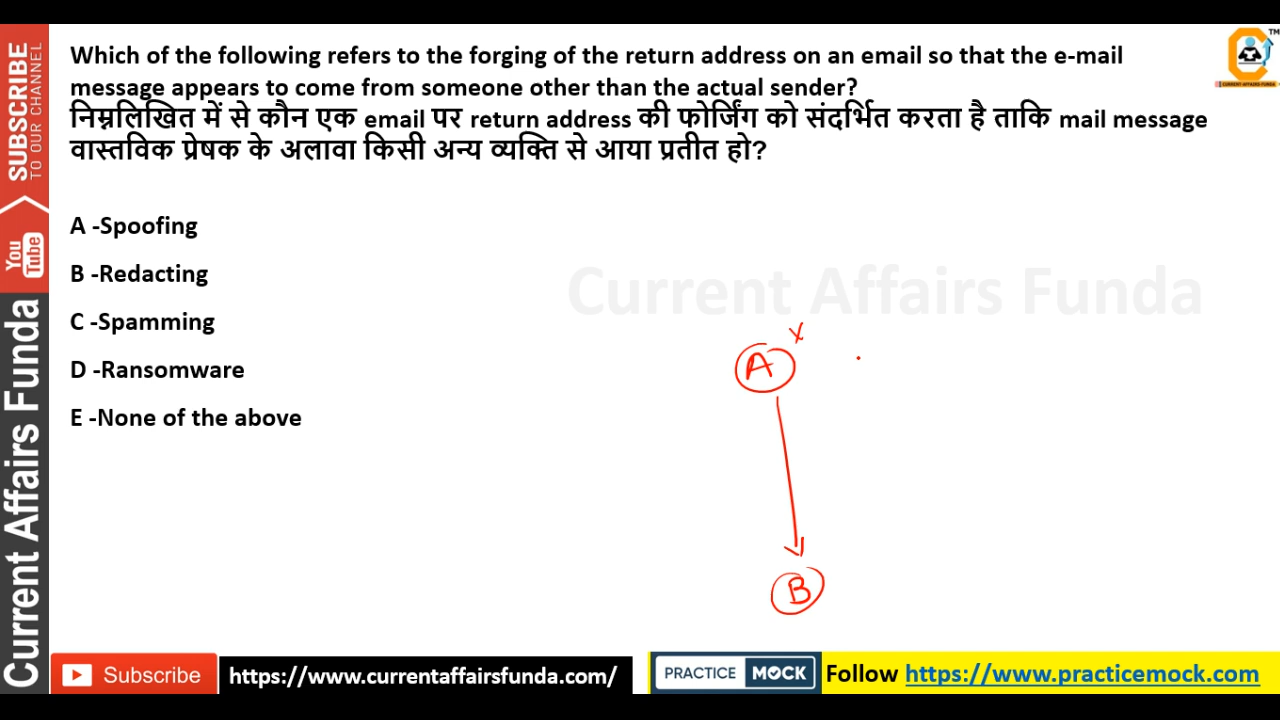 Which of the following refers to the forging of the return address on an email so that the e-mail
message appears to come from someone other than the actual sender?
निम्नलिखित में से कौन एक email पर return address की फोर्जिंग को संदर्भित करता है ताकि mail message
वास्तविक प्रेषक के अलावा किसी अन्य व्यक्ति से आया प्रतीत हो?
A -Spoofing
B -Redacting
C -Spamming
D -Ransomware
E -None of the above
Current Affairs Funda
A x
B
SUBSCRIBE
TO OUR CHANNEL
You
Tube
Current Affairs Funda
TM
CURRENT AFFAIRS FUNDA
Subscribe
https://www.currentaffairsfunda.com/
PRACTICE MOCK
Follow https://www.practicemock.com